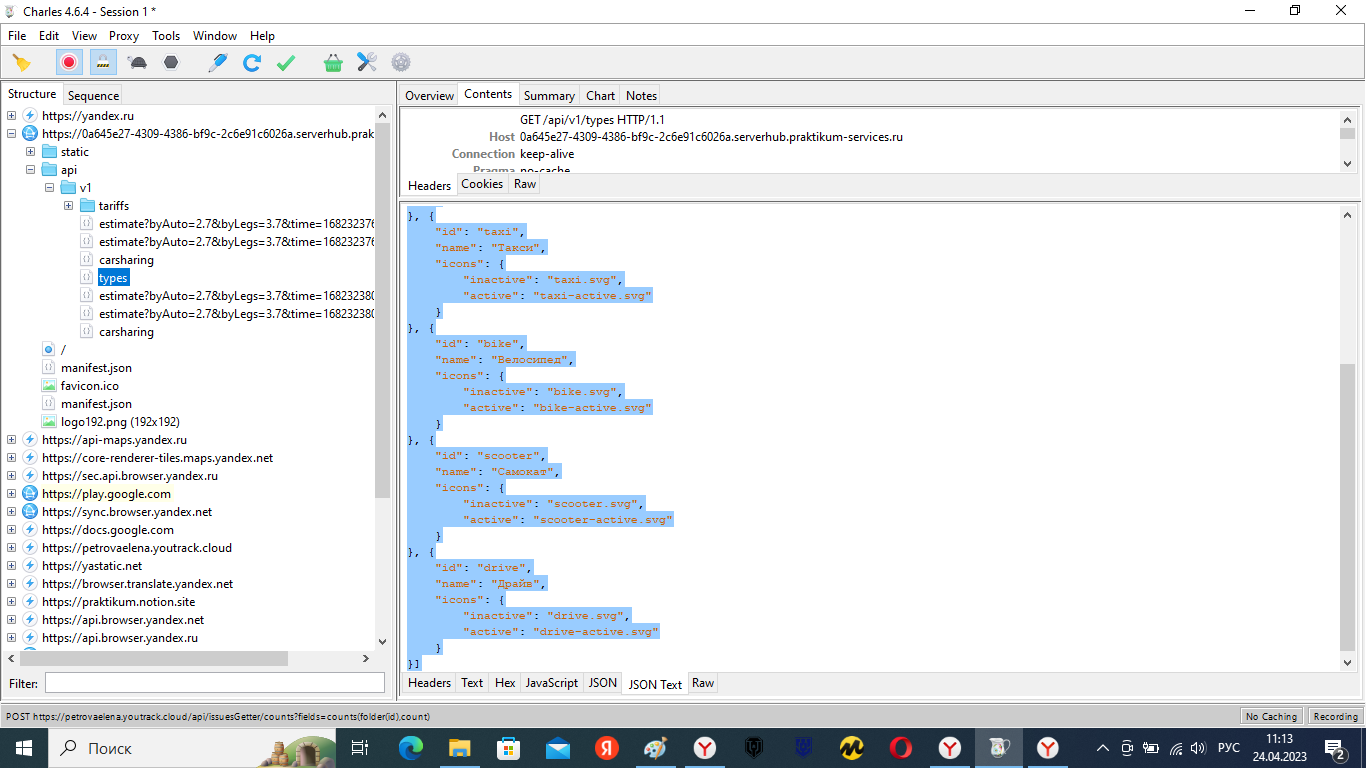 Charles 4.6.4 - Session 1 *
File Edit View Proxy Tools Window Help
Structure Sequence
https://yandex.ru
https://0a645e27-4309-4386-bf9c-2c6e91c6026a.serverhub.prak
static
api
v1
tariffs
estimate?byAuto=2.7&byLegs=3.7&time=168232376
estimate?byAuto=2.7&byLegs=3.7&time=168232376
carsharing
types
estimate?byAuto=2.7&byLegs=3.7&time=168232380
estimate?byAuto=2.7&byLegs=3.7&time=168232380
carsharing
/
manifest.json
favicon.ico
manifest.json
logo192.png (192x192)
https://api-maps.yandex.ru
https://core-renderer-tiles.maps.yandex.net
https://sec.api.browser.yandex.ru
https://play.google.com
https://sync.browser.yandex.net
https://docs.google.com
https://petrovaelena.youtrack.cloud
https://yastatic.net
https://browser.translate.yandex.net
https://praktikum.notion.site
https://api.browser.yandex.net
https://api.browser.yandex.ru
Filter:
Overview Contents Summary Chart Notes
GET /api/v1/types HTTP/1.1
Host 0a645e27-4309-4386-bf9c-2c6e91c6026a.serverhub.praktikum-services.ru
Connection keep-alive
Pragma no-cache
Headers Cookies Raw
}, {
"id": "taxi",
"name": "Такси",
"icons": {
"inactive": "taxi.svg",
"active": "taxi-active.svg"
}
}, {
"id": "bike",
"name": "Велосипед",
"icons": {
"inactive": "bike.svg",
"active": "bike-active.svg"
}
}, {
"id": "scooter",
"name": "Самокат",
"icons": {
"inactive": "scooter.svg",
"active": "scooter-active.svg"
}
}, {
"id": "drive",
"name": "Драйв",
"icons": {
"inactive": "drive.svg",
"active": "drive-active.svg"
}
}]
Headers Text Hex JavaScript JSON JSON Text Raw
POST https://petrovaelena.youtrack.cloud/api/issuesGetter/counts?fields=counts(folder(id),count) No Caching Recording
Поиск РУС 11:13
24.04.2023 2